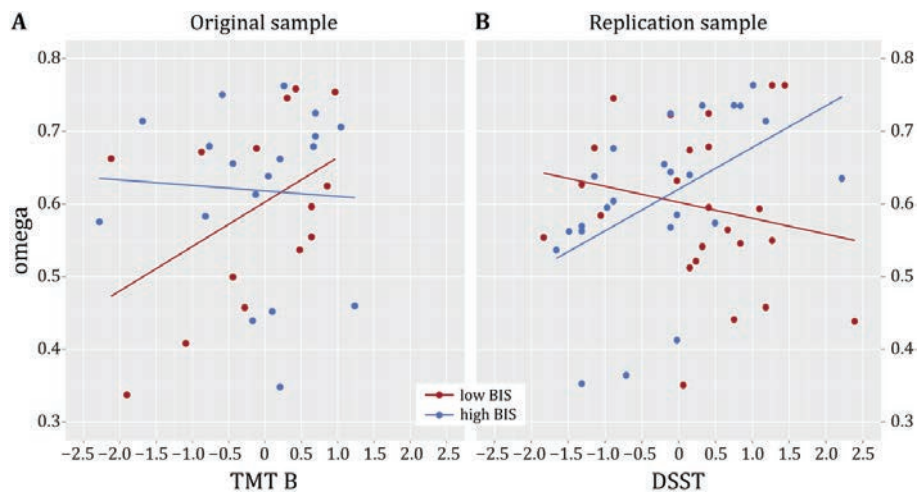 A Original sample
B Replication sample
0.8 0.8
0.7 0.7
0.6 0.6
0.5 0.5
0.4 0.4
0.3 0.3
omega
low BIS
high BIS
−2.5 −2.0 −1.5 −1.0 −0.5 0 0.5 1.0 1.5 2.0 2.5
−2.5 −2.0 −1.5 −1.0 −0.5 0 0.5 1.0 1.5 2.0 2.5
TMT B
DSST